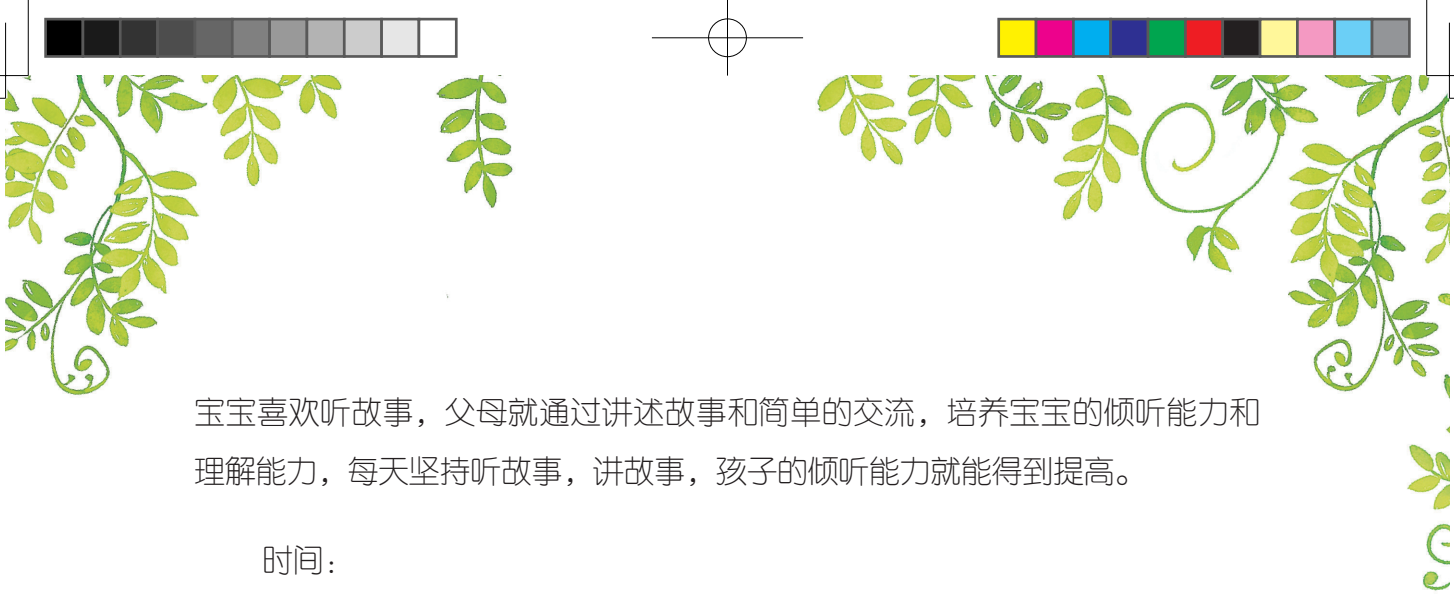 宝宝喜欢听故事，父母就通过讲述故事和简单的交流，培养宝宝的倾听能力和
理解能力，每天坚持听故事，讲故事，孩子的倾听能力就能得到提高。
时间：